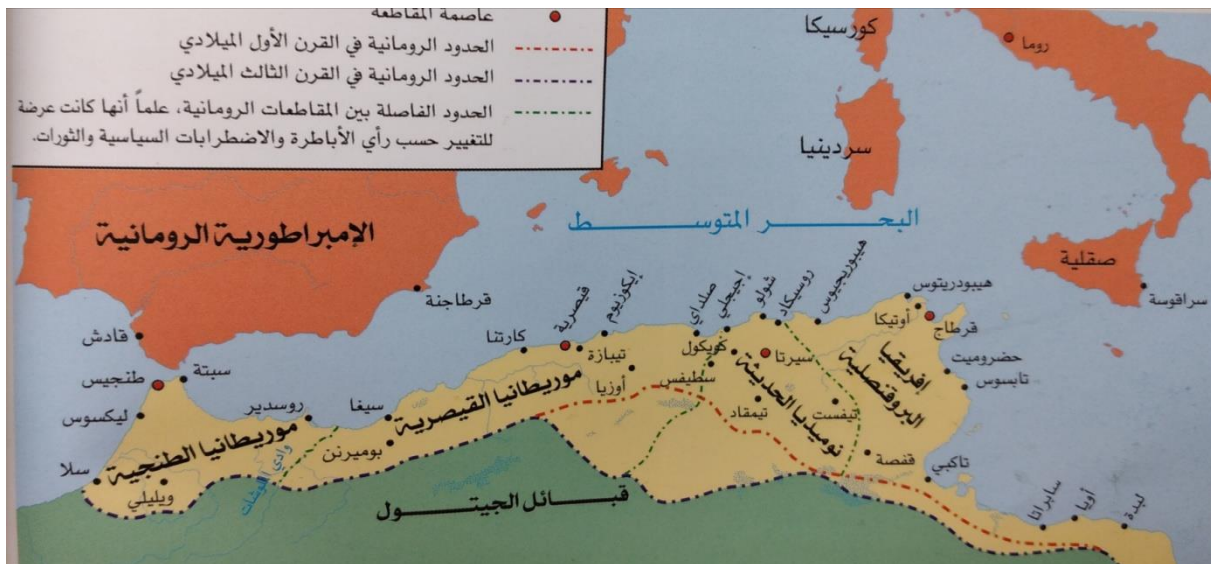 عاصمة المقاطعة
الحدود الرومانية في القرن الأول الميلادي
الحدود الرومانية في القرن الثالث الميلادي
الحدود الفاصلة بين المقاطعات الرومانية، علماً أنها كانت عرضة
للتغيير حسب رأي الأباطرة والاضطرابات السياسية والثورات.
كورسيكا
روما
سردينيا
البحر المتوسط
الإمبراطورية الرومانية
صقلية
سراقوسة
قرطاجنة
قادش
سبتة
طنجيس
ليكسوس
سلا
ويليلي
موريطانيا الطنجية
روسدير
سيغا
بوميرنن
موريطانيا القيصرية
كارتنا
قيصرية
إيكوزيوم
تيبازة
أوزيا
صلداي
إجيجلي
شولو
روسيكاد
هيبوريجيوس
هيبودريتوس
أوتيكا
قرطاج
حضروميت
تابسوس
كويكول
سطيفس
سيرتا
تيمقاد
تيفست
نوميديا الحديثة
إفريقيا
البروقنصلية
قفصة
تاكبي
سابراتا
أويا
لبدة
قبائل الجيتول
وادي